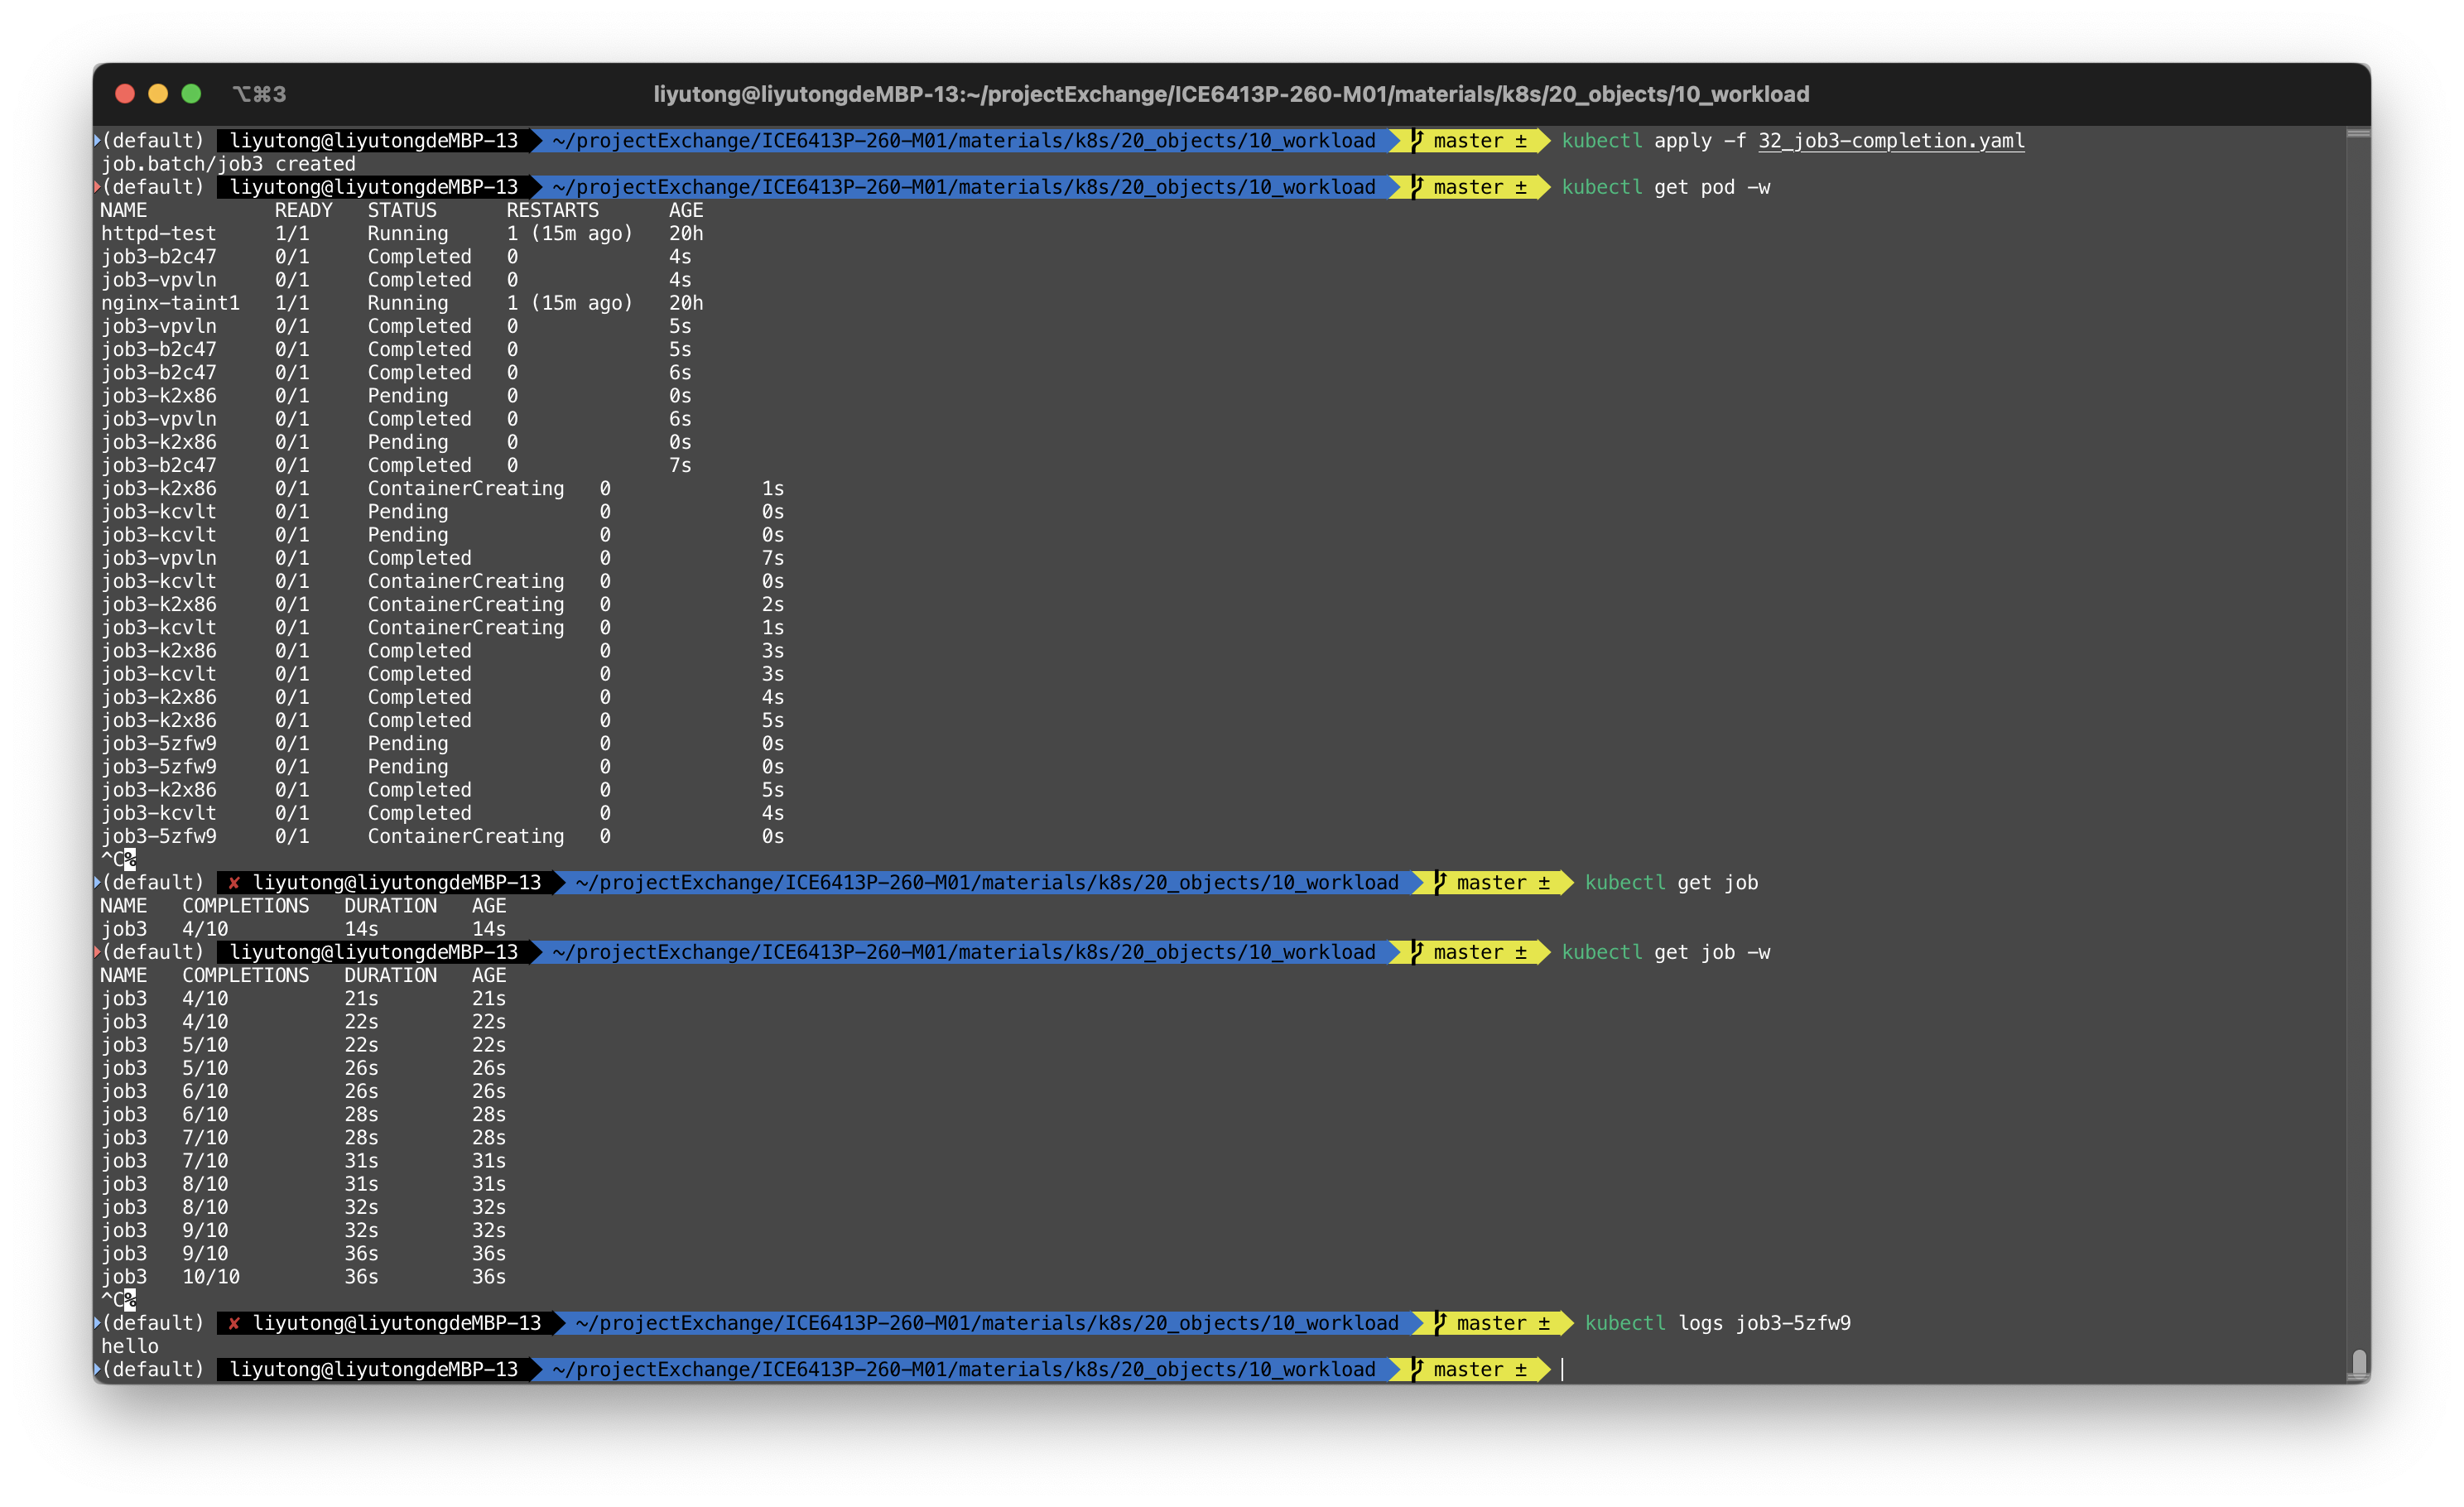 ⌥⌘3 liyutong@liyutongdeMBP-13:~/projectExchange/ICE6413P-260-M01/materials/k8s/20_objects/10_workload
(default) liyutong@liyutongdeMBP-13 ~/projectExchange/ICE6413P-260-M01/materials/k8s/20_objects/10_workload master ± kubectl apply -f 32_job3-completion.yaml
job.batch/job3 created
(default) liyutong@liyutongdeMBP-13 ~/projectExchange/ICE6413P-260-M01/materials/k8s/20_objects/10_workload master ± kubectl get pod -w
NAME READY STATUS RESTARTS AGE
httpd-test 1/1 Running 1 (15m ago) 20h
job3-b2c47 0/1 Completed 0 4s
job3-vpvln 0/1 Completed 0 4s
nginx-taint1 1/1 Running 1 (15m ago) 20h
job3-vpvln 0/1 Completed 0 5s
job3-b2c47 0/1 Completed 0 5s
job3-b2c47 0/1 Completed 0 6s
job3-k2x86 0/1 Pending 0 0s
job3-vpvln 0/1 Completed 0 6s
job3-k2x86 0/1 Pending 0 0s
job3-b2c47 0/1 Completed 0 7s
job3-k2x86 0/1 ContainerCreating 0 1s
job3-kcvlt 0/1 Pending 0 0s
job3-kcvlt 0/1 Pending 0 0s
job3-vpvln 0/1 Completed 0 7s
job3-kcvlt 0/1 ContainerCreating 0 0s
job3-k2x86 0/1 ContainerCreating 0 2s
job3-kcvlt 0/1 ContainerCreating 0 1s
job3-k2x86 0/1 Completed 0 3s
job3-kcvlt 0/1 Completed 0 3s
job3-k2x86 0/1 Completed 0 4s
job3-k2x86 0/1 Completed 0 5s
job3-5zfw9 0/1 Pending 0 0s
job3-5zfw9 0/1 Pending 0 0s
job3-k2x86 0/1 Completed 0 5s
job3-kcvlt 0/1 Completed 0 4s
job3-5zfw9 0/1 ContainerCreating 0 0s
^C%
(default) ✘ liyutong@liyutongdeMBP-13 ~/projectExchange/ICE6413P-260-M01/materials/k8s/20_objects/10_workload master ± kubectl get job
NAME COMPLETIONS DURATION AGE
job3 4/10 14s 14s
(default) liyutong@liyutongdeMBP-13 ~/projectExchange/ICE6413P-260-M01/materials/k8s/20_objects/10_workload master ± kubectl get job -w
NAME COMPLETIONS DURATION AGE
job3 4/10 21s 21s
job3 4/10 22s 22s
job3 5/10 22s 22s
job3 5/10 26s 26s
job3 6/10 26s 26s
job3 6/10 28s 28s
job3 7/10 28s 28s
job3 7/10 31s 31s
job3 8/10 31s 31s
job3 8/10 32s 32s
job3 9/10 32s 32s
job3 9/10 36s 36s
job3 10/10 36s 36s
^C%
(default) ✘ liyutong@liyutongdeMBP-13 ~/projectExchange/ICE6413P-260-M01/materials/k8s/20_objects/10_workload master ± kubectl logs job3-5zfw9
hello
(default) liyutong@liyutongdeMBP-13 ~/projectExchange/ICE6413P-260-M01/materials/k8s/20_objects/10_workload master ±